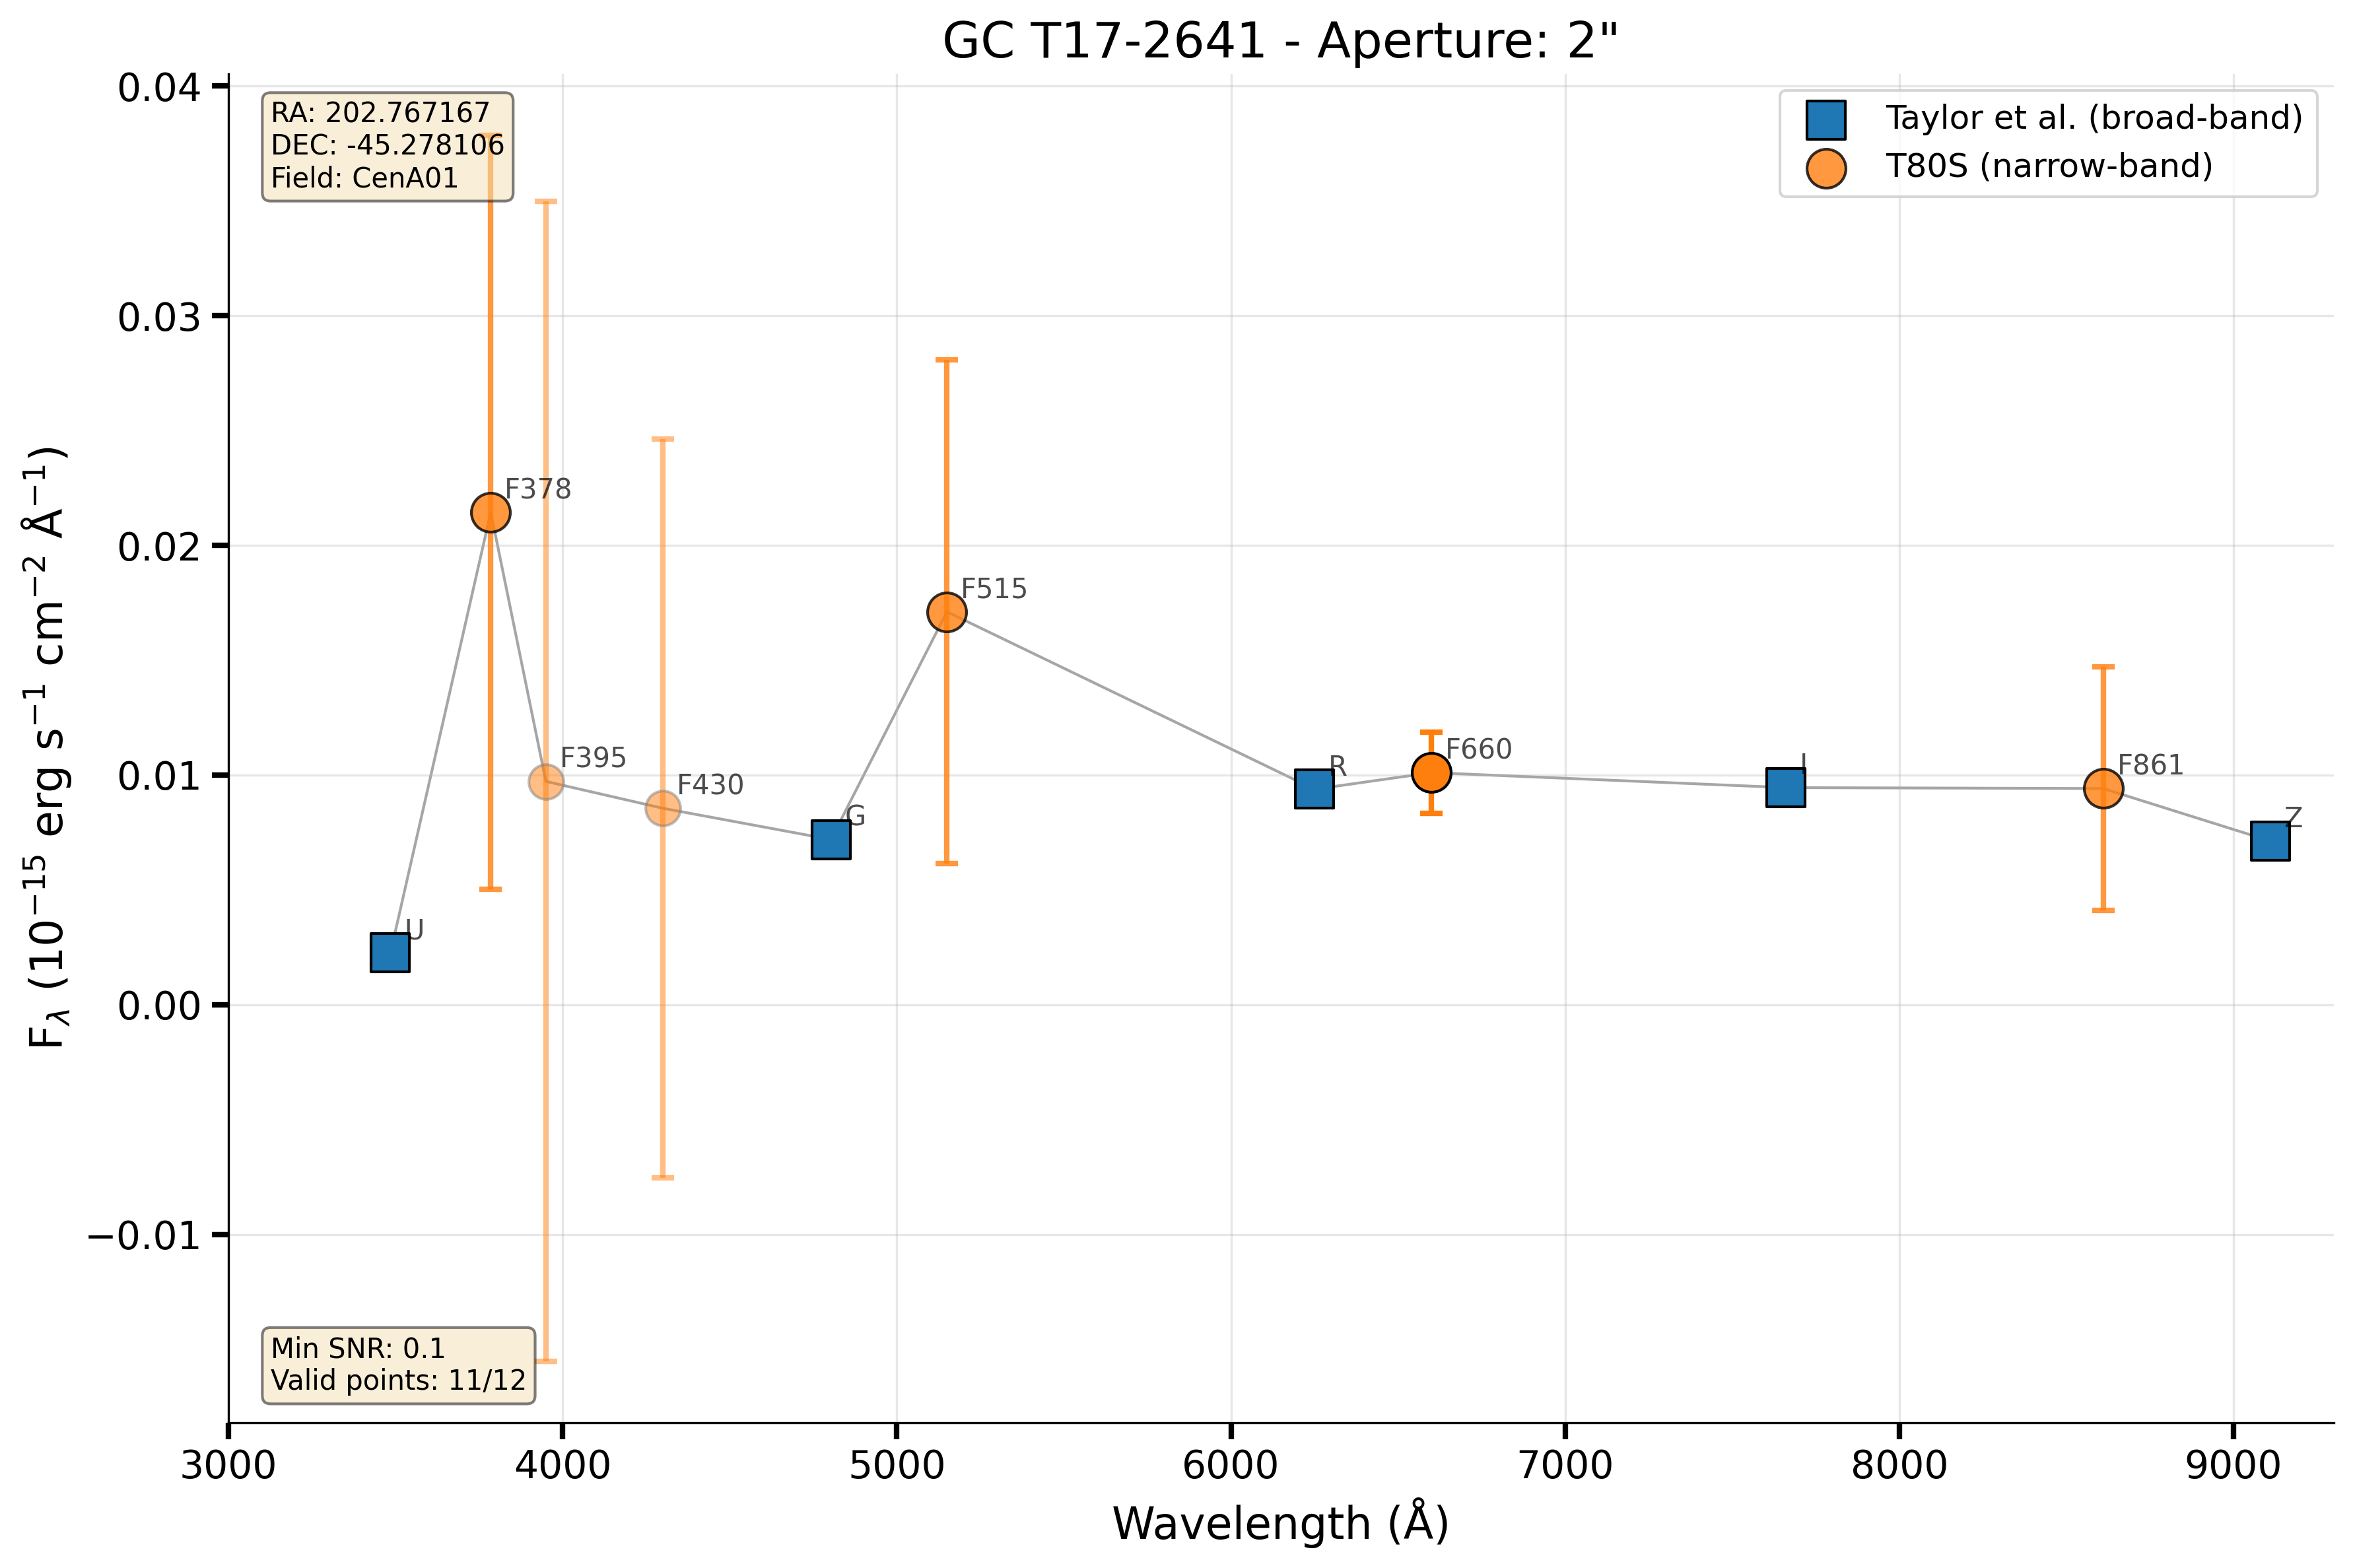 GC T17-2641 - Aperture: 2"
RA: 202.767167
DEC: -45.278106
Field: CenA01
Taylor et al. (broad-band)
T80S (narrow-band)
0.04
0.03
0.02
0.01
0.00
−0.01
F378
F395
F430
F515
F660
F861
U
G
R
I
Z
Min SNR: 0.1
Valid points: 11/12
3000 4000 5000 6000 7000 8000 9000
Wavelength (Å)
F_λ (10⁻¹⁵ erg s⁻¹ cm⁻² Å⁻¹)